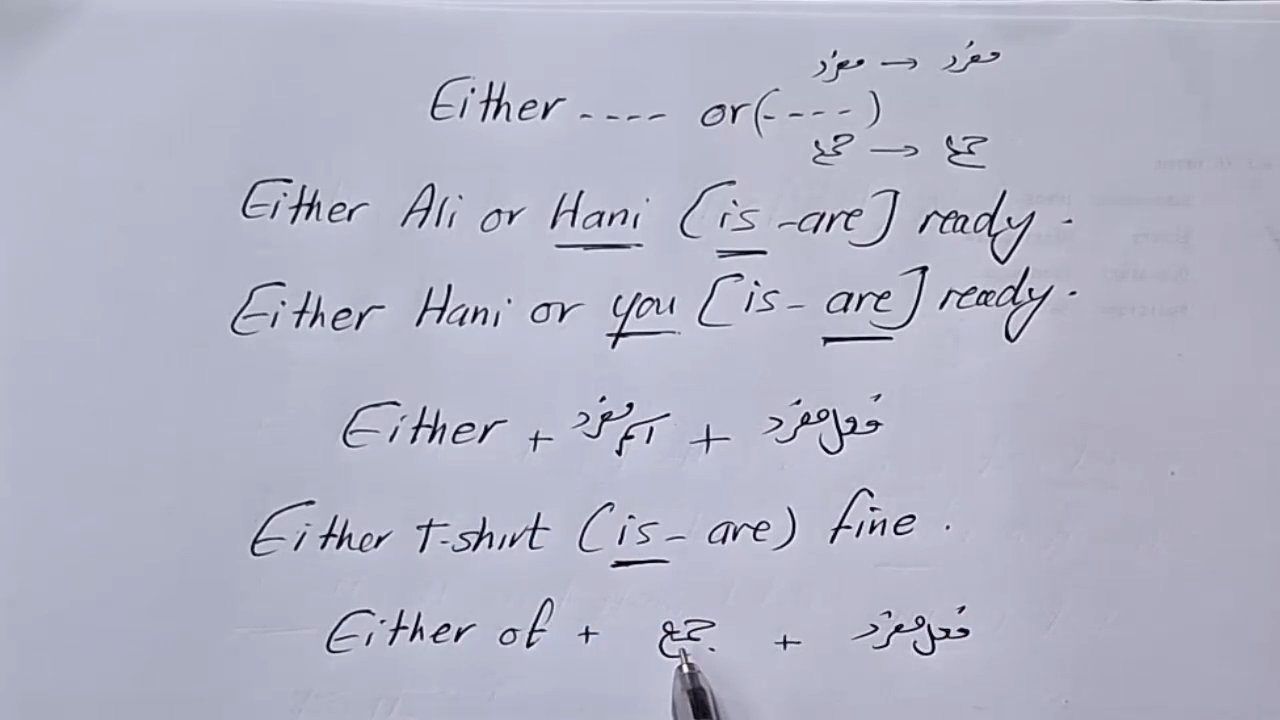 مفرد → مفرد
Either ---- or (----)
جمع → جمع
Either Ali or Hani [is - are] ready.
Either Hani or you [is - are] ready.
Either + اسم مفرد + فعل مفرد
Either T-shirt (is - are) fine.
Either of + جمع + فعل مفرد